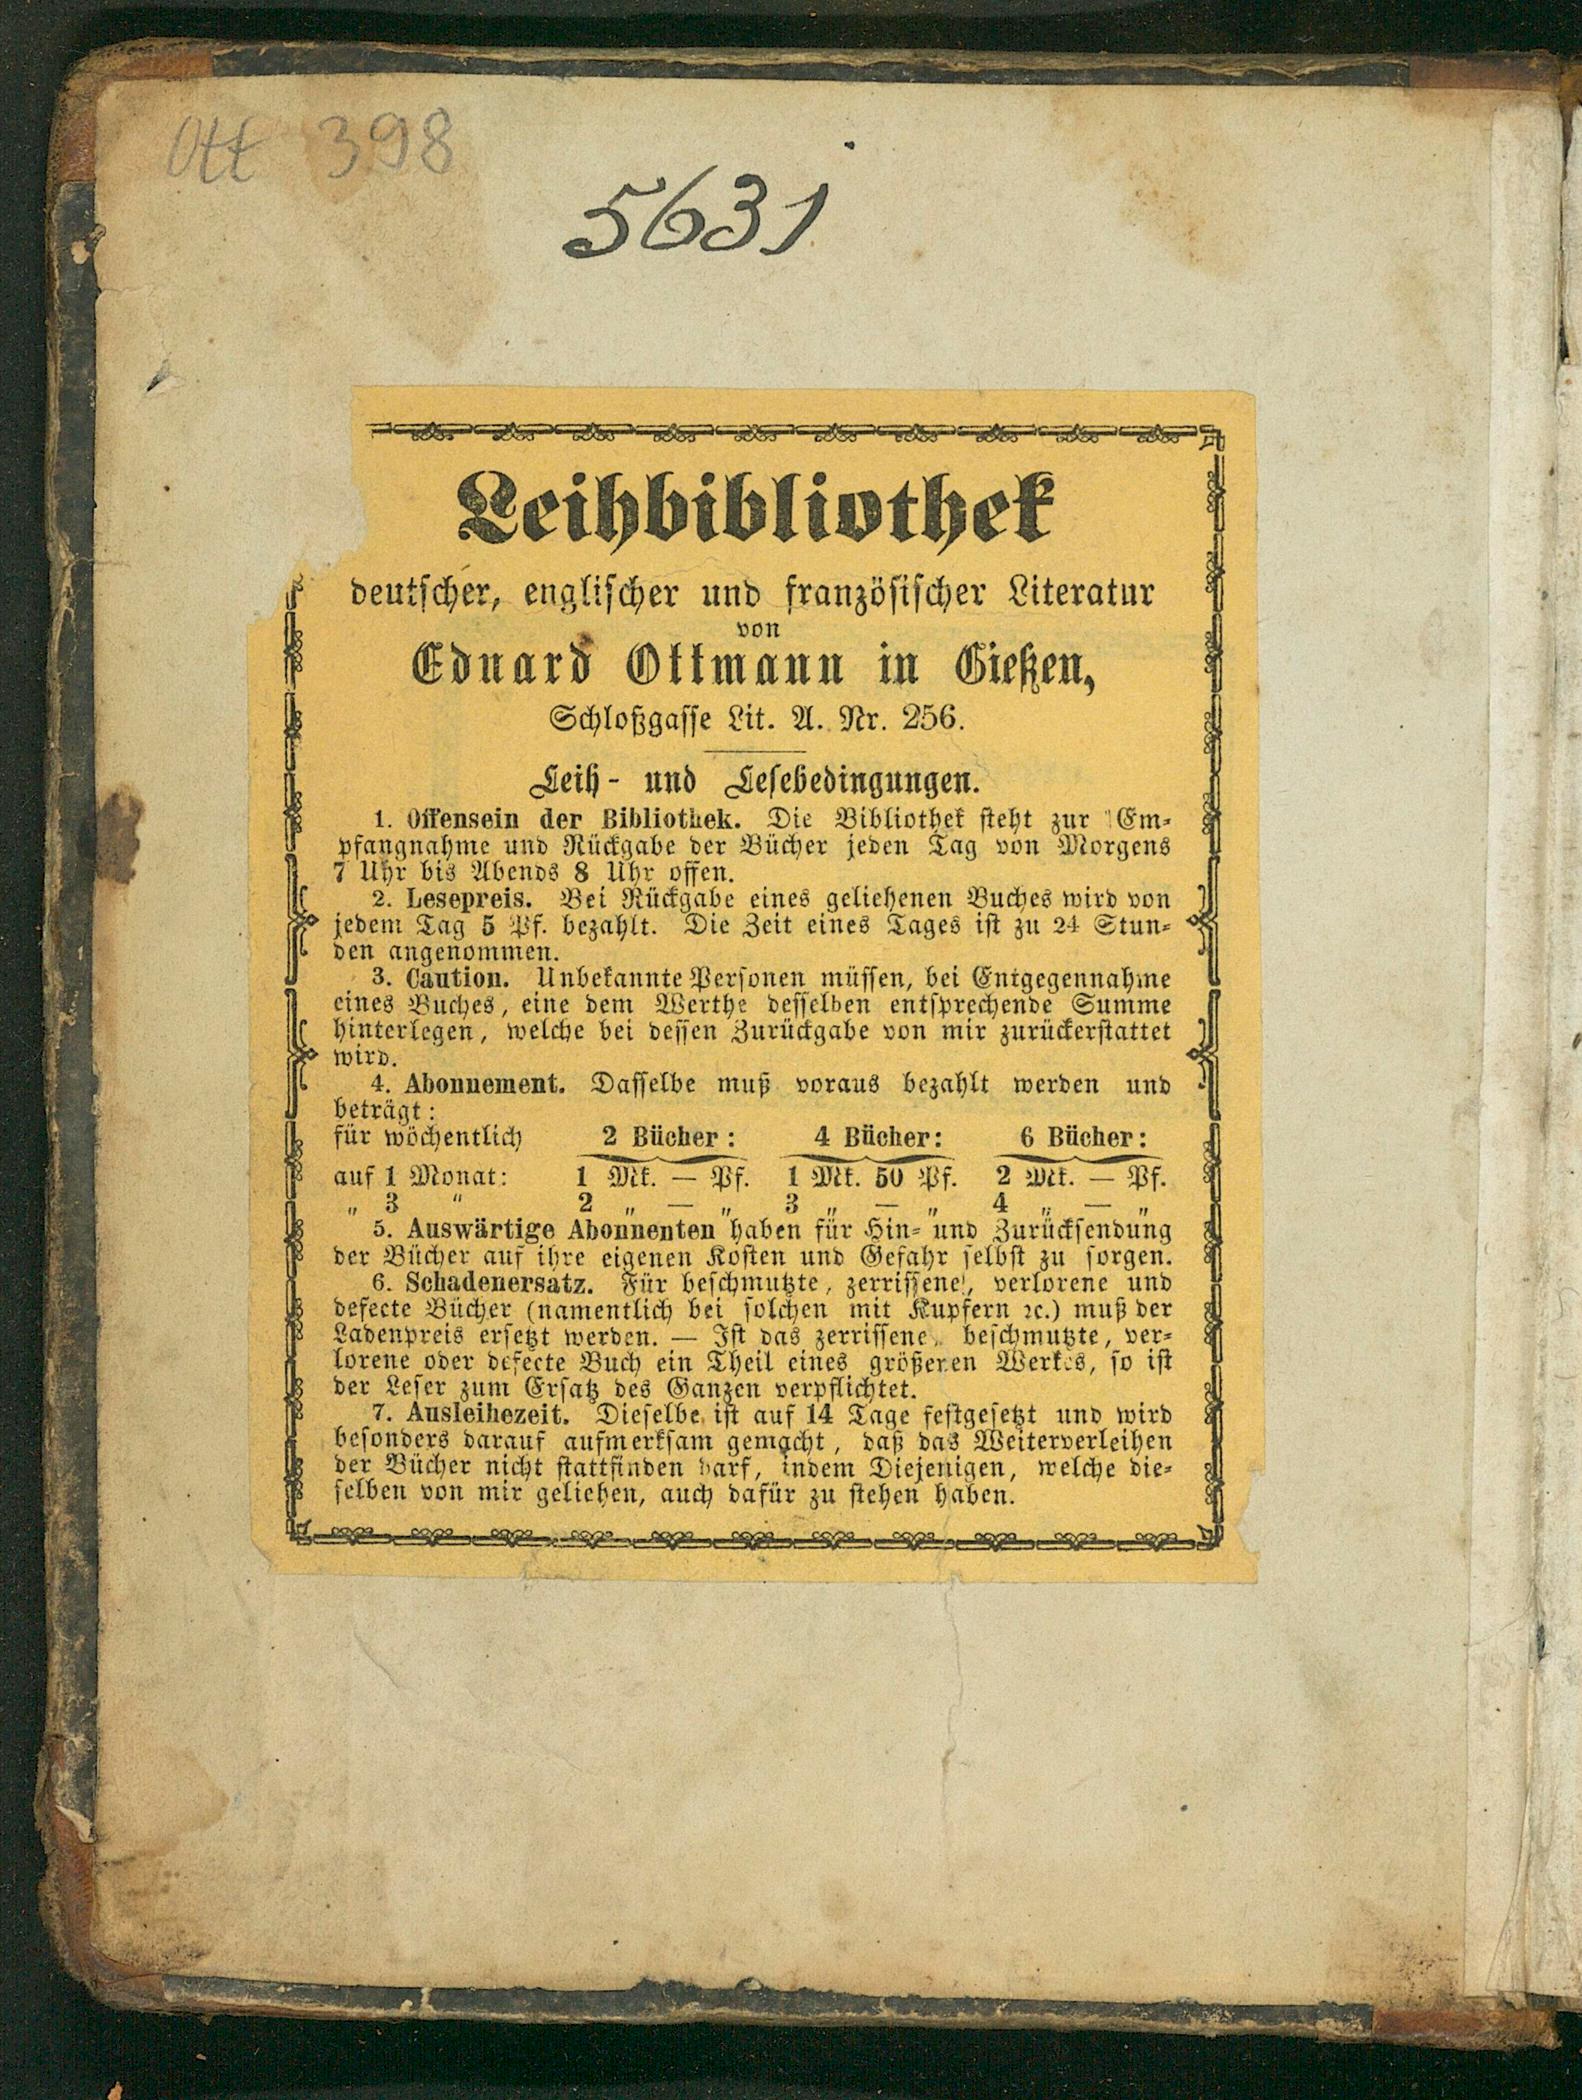 Ott 398
5631
Leihbibliothek
deutscher, englischer und französischer Literatur
von
Eduard Ottmann in Gießen,
Schloßgasse Lit. A. Nr. 256.
Leih- und Lesebedingungen.
1. Offensein der Bibliothek. Die Bibliothek steht zur Em-
pfangnahme und Rückgabe der Bücher jeden Tag von Morgens
7 Uhr bis Abends 8 Uhr offen.
2. Lesepreis. Bei Rückgabe eines geliehenen Buches wird von
jedem Tag 5 Pf. bezahlt. Die Zeit eines Tages ist zu 24 Stun-
den angenommen.
3. Caution. Unbekannte Personen müssen, bei Entgegennahme
eines Buches, eine dem Werthe desselben entsprechende Summe
hinterlegen, welche bei dessen Zurückgabe von mir zurückerstattet
wird.
4. Abonnement. Dasselbe muß voraus bezahlt werden und
beträgt:
für wöchentlich 2 Bücher: 4 Bücher: 6 Bücher:
auf 1 Monat: 1 Mk. — Pf. 1 Mk. 50 Pf. 2 Mk. — Pf.
„ 3 " 2 „ — „ 3 „ — „ 4 „ — „
5. Auswärtige Abonnenten haben für Hin- und Zurücksendung
der Bücher auf ihre eigenen Kosten und Gefahr selbst zu sorgen.
6. Schadenersatz. Für beschmutzte, zerrissene, verlorene und
defecte Bücher (namentlich bei solchen mit Kupfern ꝛc.) muß der
Ladenpreis ersetzt werden. — Ist das zerrissene, beschmutzte, ver-
lorene oder defecte Buch ein Theil eines größeren Werkes, so ist
der Leser zum Ersatz des Ganzen verpflichtet.
7. Ausleihezeit. Dieselbe ist auf 14 Tage festgesetzt und wird
besonders darauf aufmerksam gemacht, daß das Weiterverleihen
der Bücher nicht stattfinden darf, indem Diejenigen, welche die-
selben von mir geliehen, auch dafür zu stehen haben.